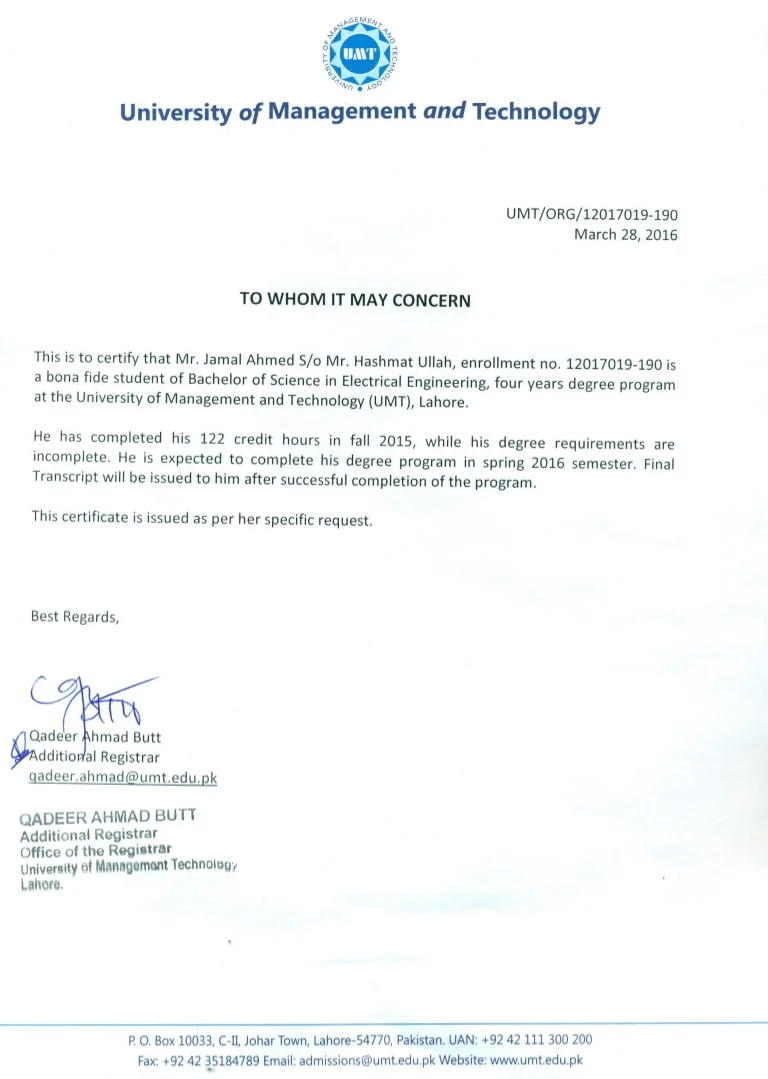 UNIVERSITY OF MANAGEMENT AND TECHNOLOGY
UMT
University of Management and Technology
UMT/ORG/12017019-190
March 28, 2016
TO WHOM IT MAY CONCERN
This is to certify that Mr. Jamal Ahmed S/o Mr. Hashmat Ullah, enrollment no. 12017019-190 is
a bona fide student of Bachelor of Science in Electrical Engineering, four years degree program
at the University of Management and Technology (UMT), Lahore.
He has completed his 122 credit hours in fall 2015, while his degree requirements are
incomplete. He is expected to complete his degree program in spring 2016 semester. Final
Transcript will be issued to him after successful completion of the program.
This certificate is issued as per her specific request.
Best Regards,
Qadeer Ahmad Butt
Additional Registrar
qadeer.ahmad@umt.edu.pk
QADEER AHMAD BUTT
Additional Registrar
Office of the Registrar
University of Management Technology
Lahore.
P. O. Box 10033, C-II, Johar Town, Lahore-54770, Pakistan. UAN: +92 42 111 300 200
Fax: +92 42 35184789 Email: admissions@umt.edu.pk Website: www.umt.edu.pk